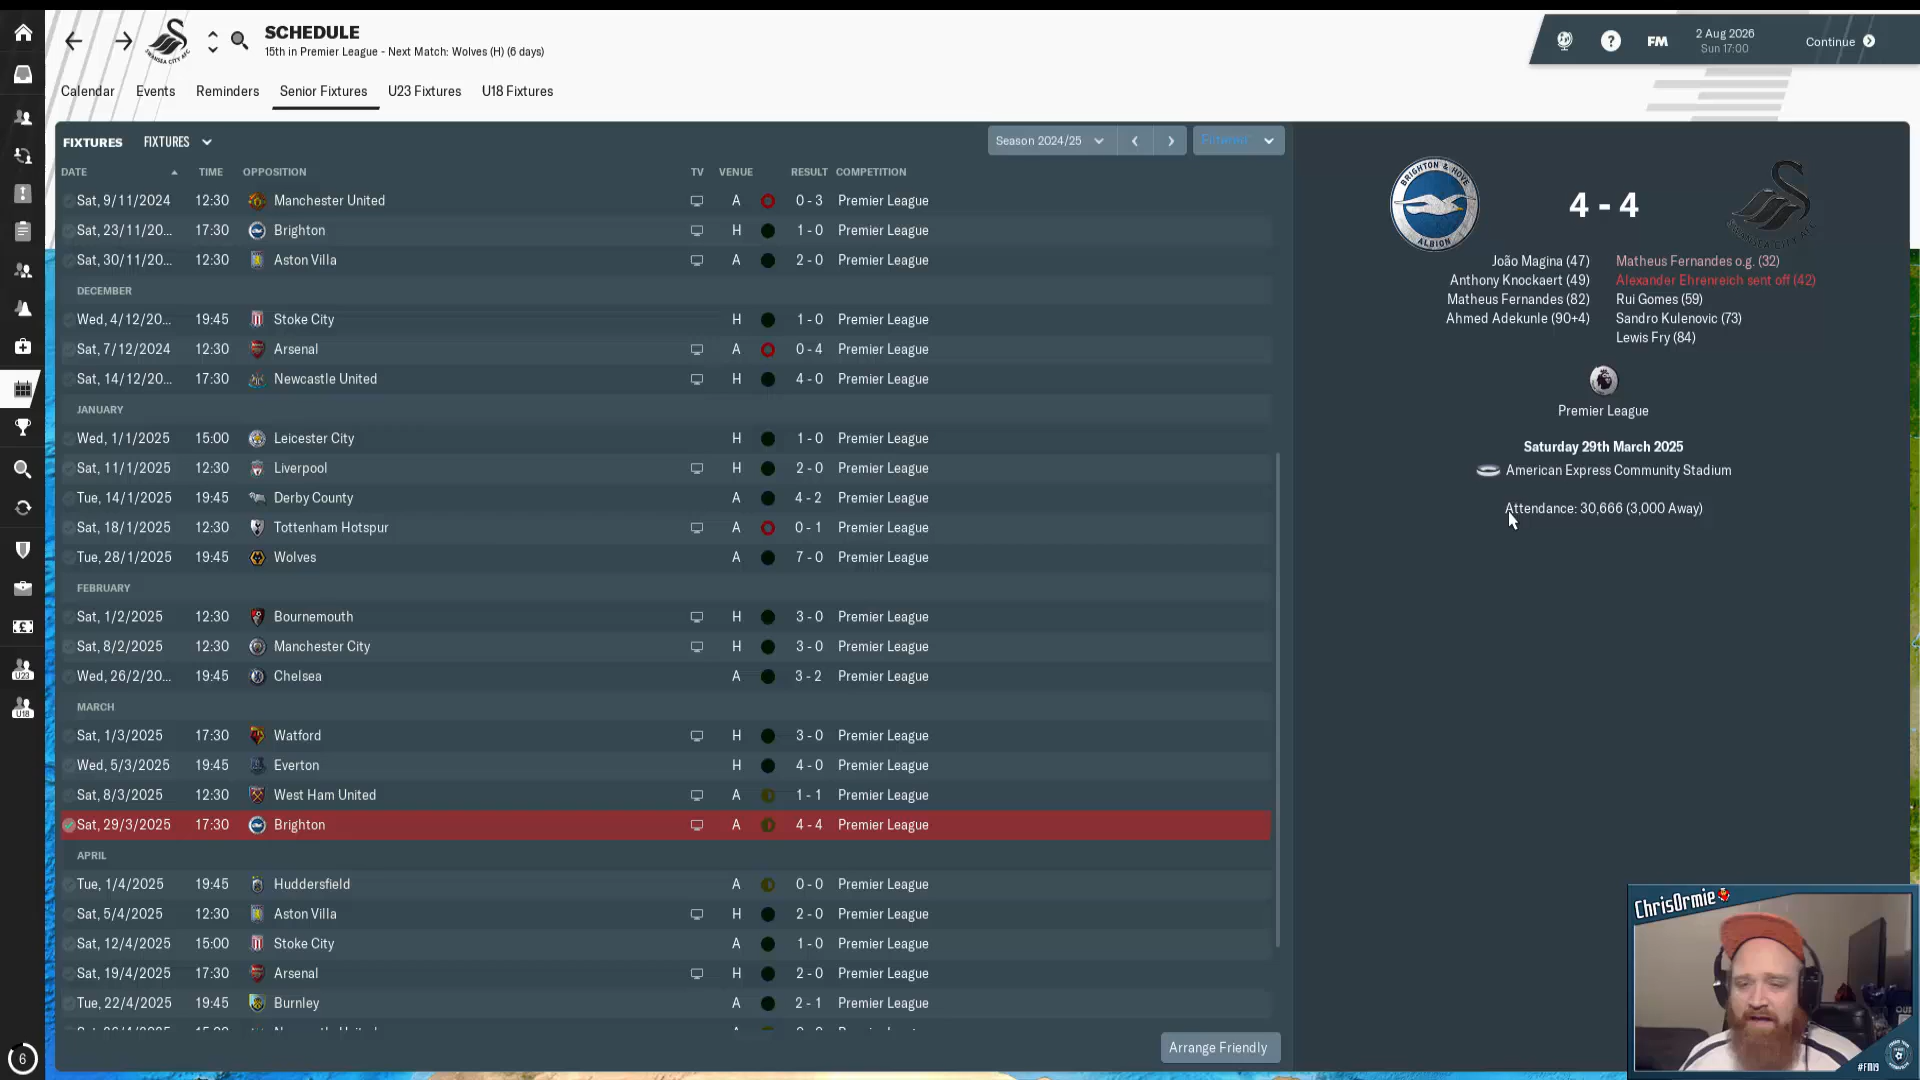 SCHEDULE
15th in Premier League - Next Match: Wolves (H) (6 days)
FM
2 Aug 2026
Sun 17:00
Continue
Calendar
Events
Reminders
Senior Fixtures
U23 Fixtures
U18 Fixtures
FIXTURES
FIXTURES
Season 2024/25
DATE TIME OPPOSITION TV VENUE RESULT COMPETITION
Sat, 9/11/2024 12:30 Manchester United A 0 - 3 Premier League
Sat, 23/11/20... 17:30 Brighton H 1 - 0 Premier League
Sat, 30/11/20... 12:30 Aston Villa A 2 - 0 Premier League
DECEMBER
Wed, 4/12/20... 19:45 Stoke City H 1 - 0 Premier League
Sat, 7/12/2024 12:30 Arsenal A 0 - 4 Premier League
Sat, 14/12/20... 17:30 Newcastle United H 4 - 0 Premier League
JANUARY
Wed, 1/1/2025 15:00 Leicester City H 1 - 0 Premier League
Sat, 11/1/2025 12:30 Liverpool H 2 - 0 Premier League
Tue, 14/1/2025 19:45 Derby County A 4 - 2 Premier League
Sat, 18/1/2025 12:30 Tottenham Hotspur A 0 - 1 Premier League
Tue, 28/1/2025 19:45 Wolves A 7 - 0 Premier League
FEBRUARY
Sat, 1/2/2025 12:30 Bournemouth H 3 - 0 Premier League
Sat, 8/2/2025 12:30 Manchester City H 3 - 0 Premier League
Wed, 26/2/20... 19:45 Chelsea A 3 - 2 Premier League
MARCH
Sat, 1/3/2025 17:30 Watford H 3 - 0 Premier League
Wed, 5/3/2025 19:45 Everton H 4 - 0 Premier League
Sat, 8/3/2025 12:30 West Ham United A 1 - 1 Premier League
Sat, 29/3/2025 17:30 Brighton A 4 - 4 Premier League
APRIL
Tue, 1/4/2025 19:45 Huddersfield A 0 - 0 Premier League
Sat, 5/4/2025 12:30 Aston Villa H 2 - 0 Premier League
Sat, 12/4/2025 15:00 Stoke City A 1 - 0 Premier League
Sat, 19/4/2025 17:30 Arsenal H 2 - 0 Premier League
Tue, 22/4/2025 19:45 Burnley A 2 - 1 Premier League
Arrange Friendly
BRIGHTON & HOVE
ALBION
4 - 4
SWANSEA CITY AFC
João Magina (47)
Anthony Knockaert (49)
Matheus Fernandes (82)
Ahmed Adekunle (90+4)
Matheus Fernandes o.g. (32)
Alexander Ehrenreich sent off (42)
Rui Gomes (59)
Sandro Kulenovic (73)
Lewis Fry (84)
Premier League
Saturday 29th March 2025
American Express Community Stadium
Attendance: 30,666 (3,000 Away)
U23
U18
6
ChrisOrmie
#FM19